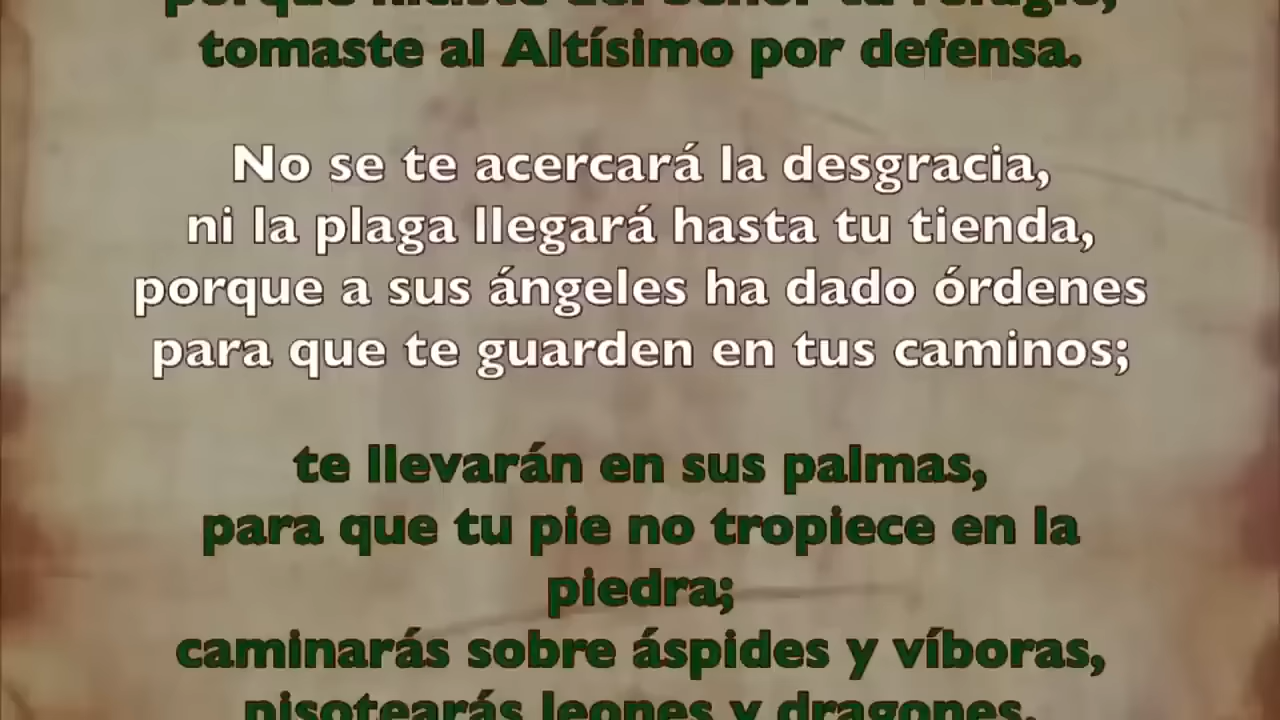 porque hiciste del Señor tu refugio,
tomaste al Altísimo por defensa.
No se te acercará la desgracia,
ni la plaga llegará hasta tu tienda,
porque a sus ángeles ha dado órdenes
para que te guarden en tus caminos;
te llevarán en sus palmas,
para que tu pie no tropiece en la
piedra;
caminarás sobre áspides y víboras,
pisotearás leones y dragones.